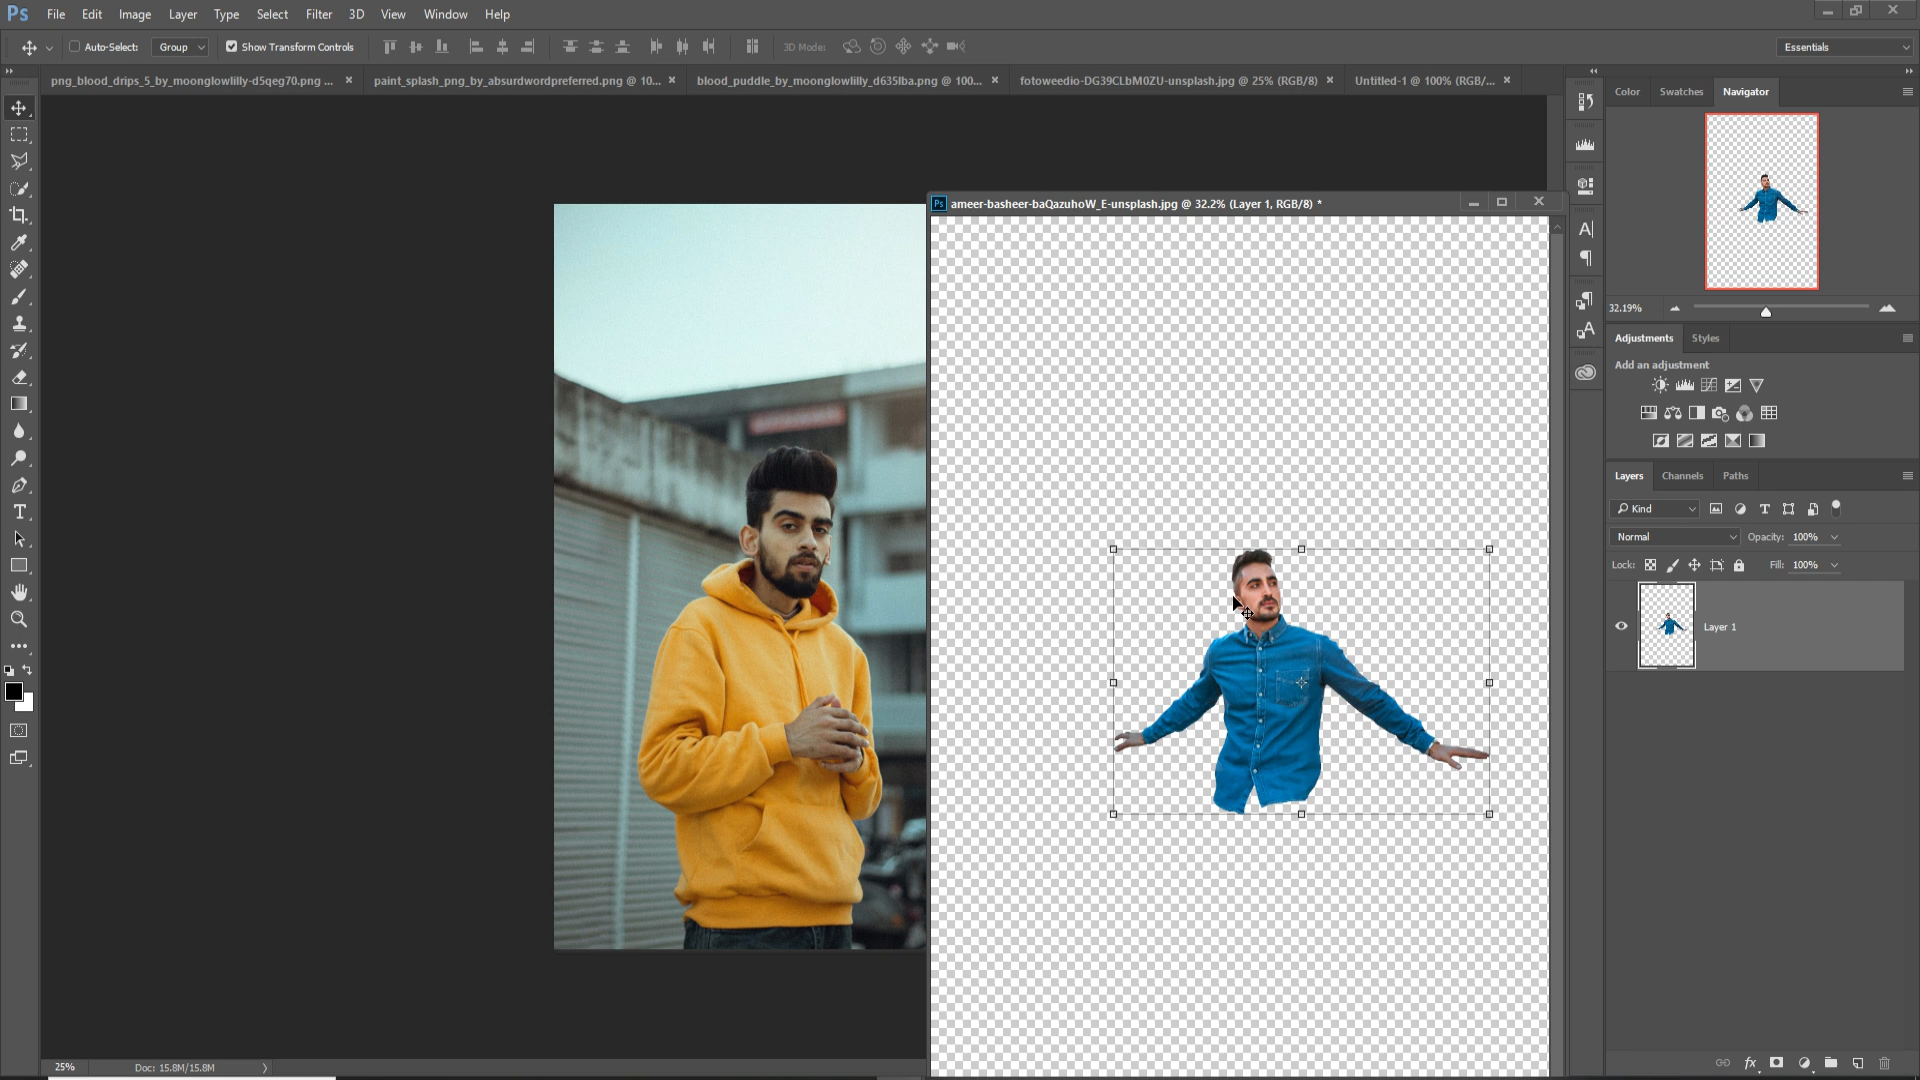 Ps File Edit Image Layer Type Select Filter 3D View Window Help
Auto-Select: Group Show Transform Controls 3D Mode: Essentials
png_blood_drips_5_by_moonglowlilly-d5qeg70.png ... × paint_splash_png_by_absurdwordpreferred.png @ 10... × blood_puddle_by_moonglowlilly_d635lba.png @ 100... × fotoweedio-DG39CLbM0ZU-unsplash.jpg @ 25% (RGB/8) × Untitled-1 @ 100% (RGB/... ×
Color Swatches Navigator
Ps ameer-basheer-baQazuhoW_E-unsplash.jpg @ 32.2% (Layer 1, RGB/8) *
32.19%
Adjustments Styles
Add an adjustment
Layers Channels Paths
Kind
Normal Opacity: 100%
Lock: Fill: 100%
Layer 1
fx
25% Doc: 15.8M/15.8M